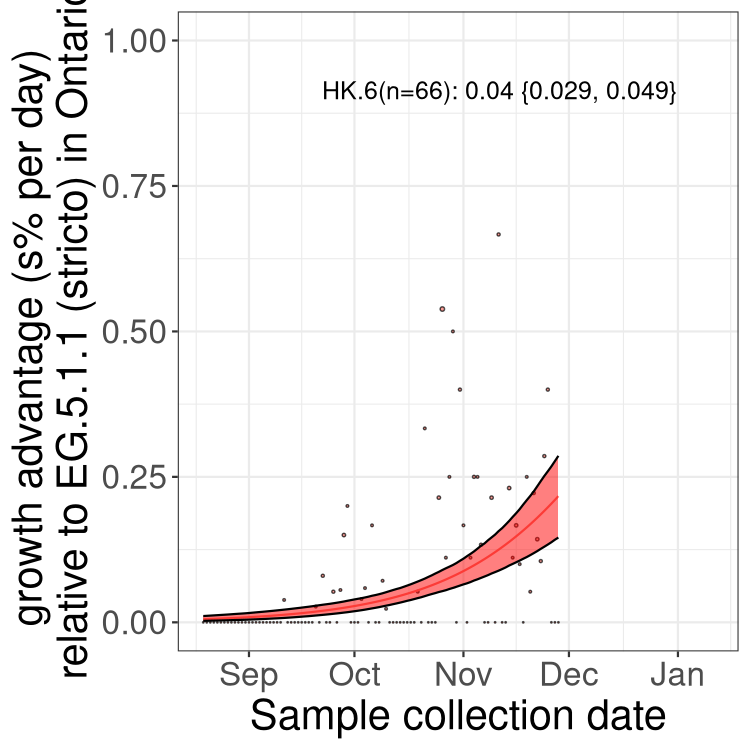 growth advantage (s% per day)
relative to EG.5.1.1 (stricto) in Ontario
1.00
0.75
0.50
0.25
0.00
HK.6(n=66): 0.04 {0.029, 0.049}
Sep Oct Nov Dec Jan
Sample collection date